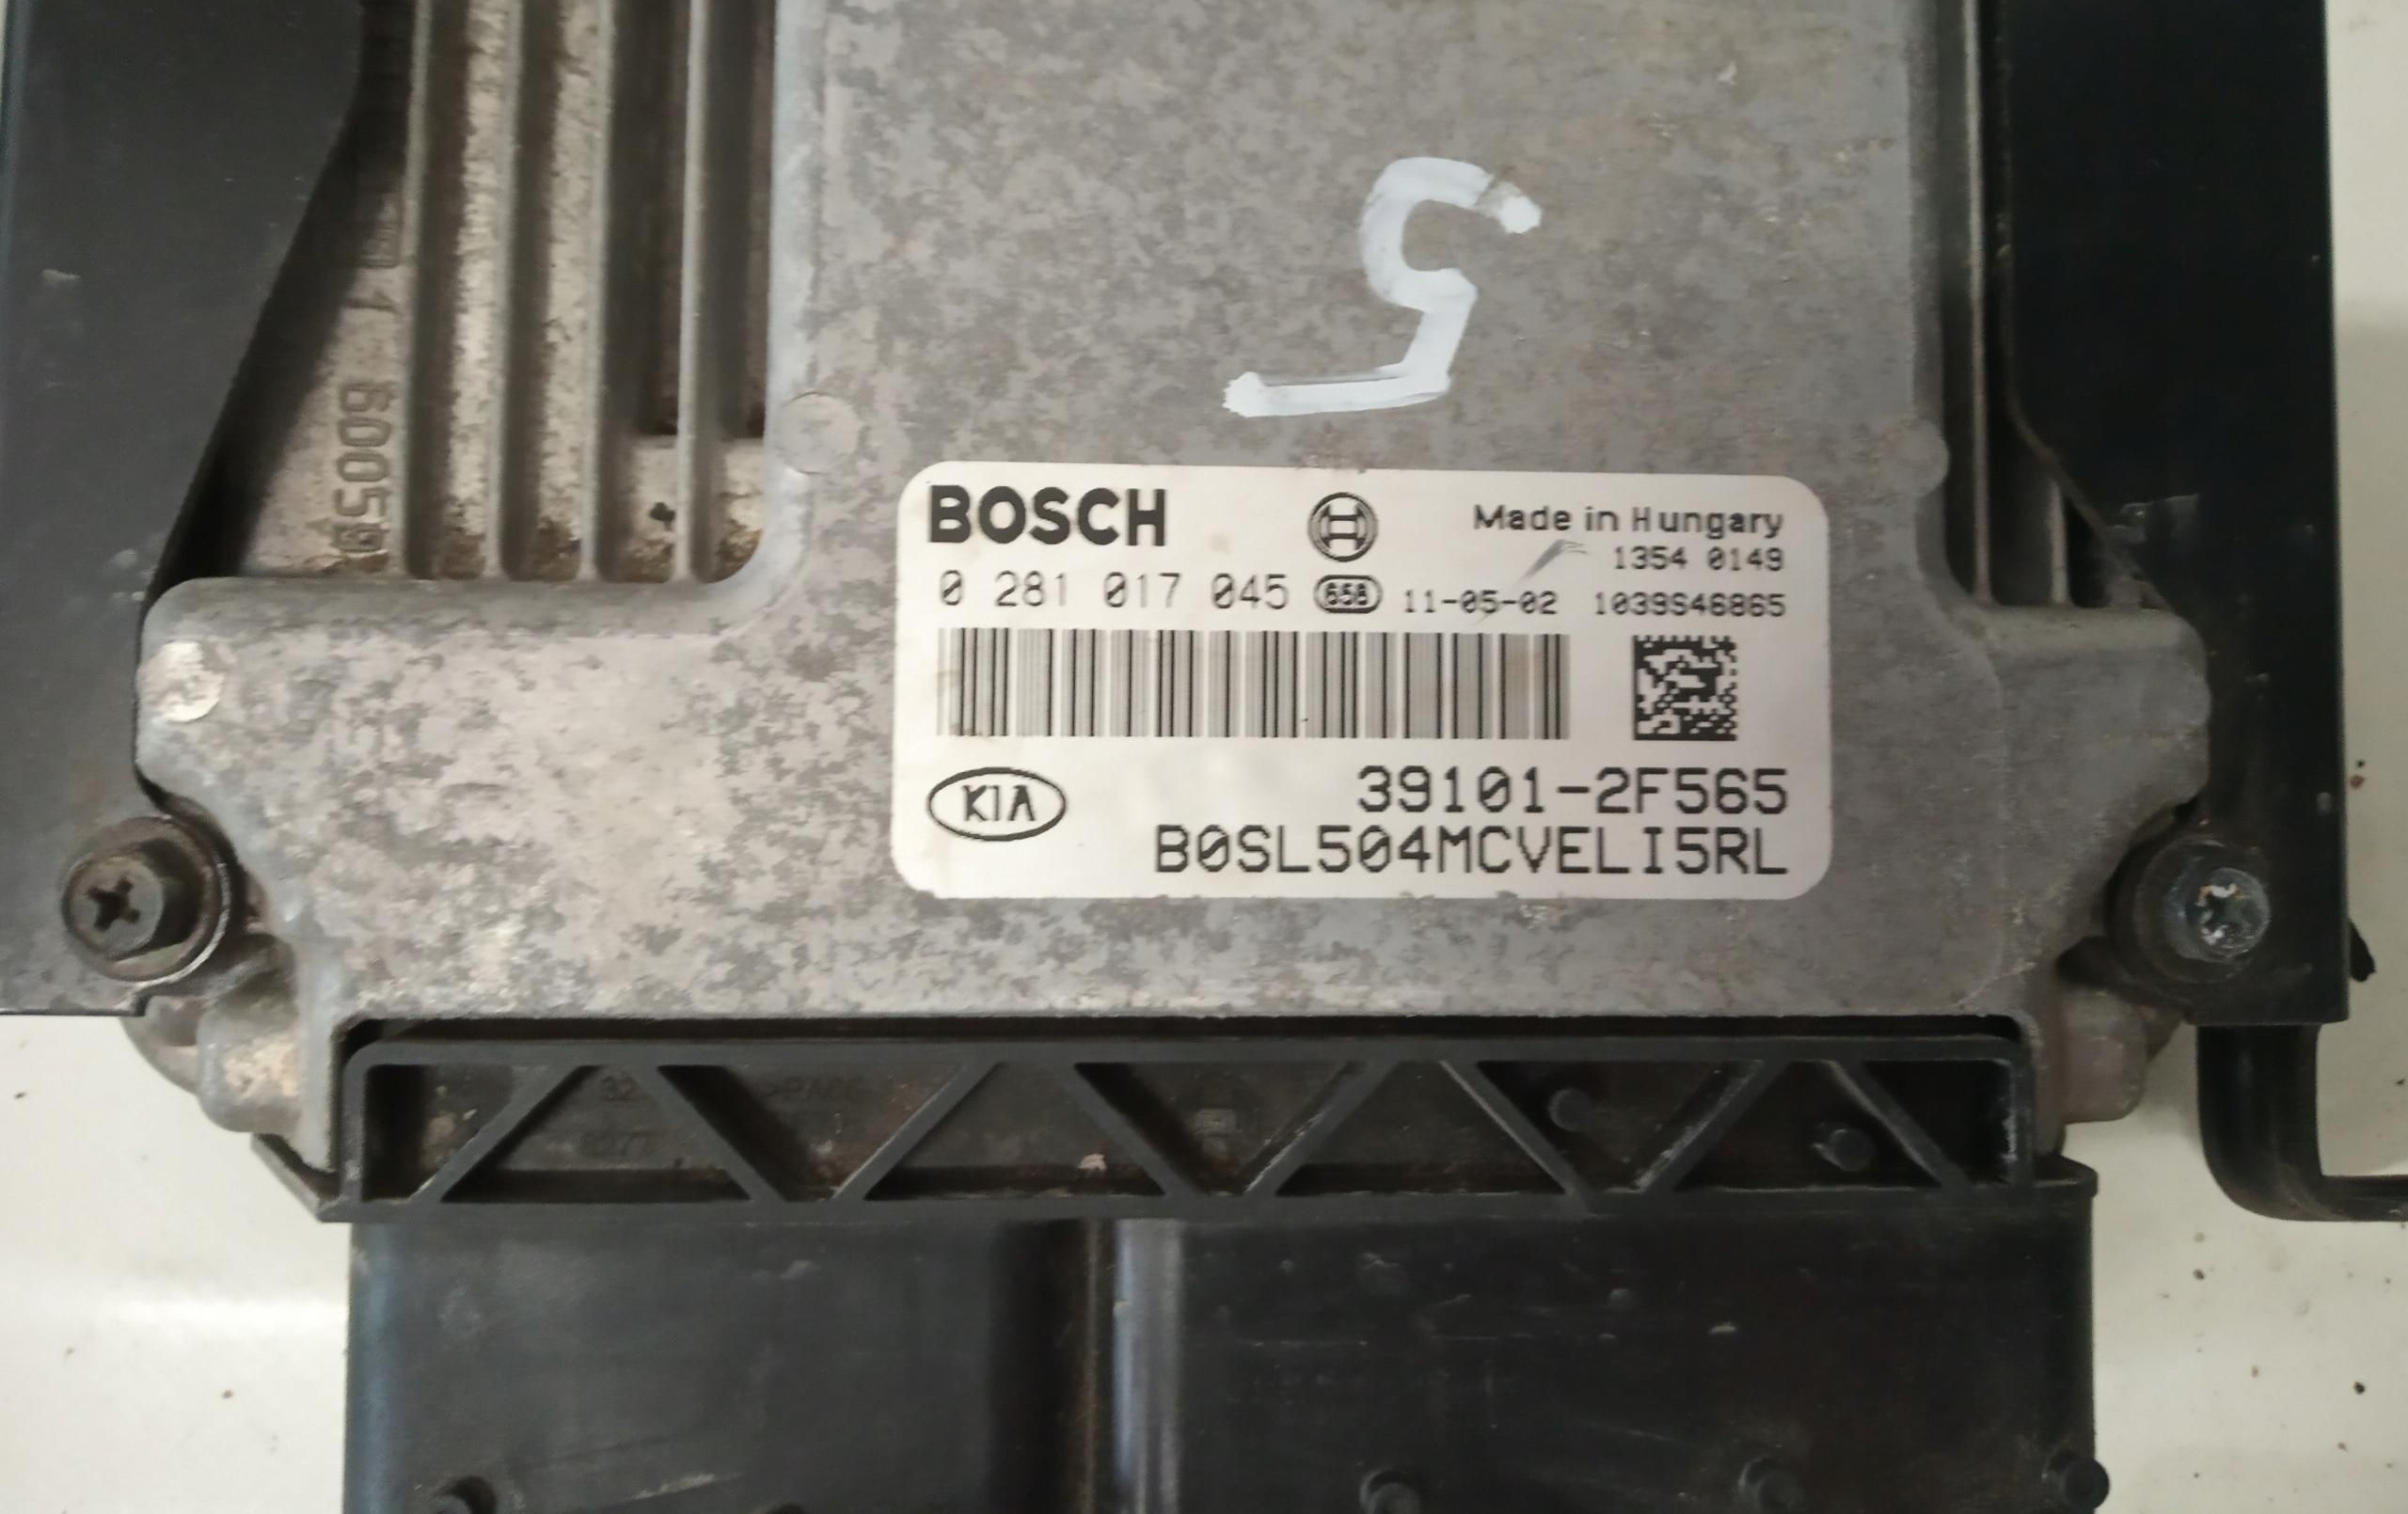 5
60059
BOSCH
Made in Hungary
1354 0149
0 281 017 045 658 11-05-02 1039S46865
KIA
39101-2F565
B0SL504MCVELI5RL